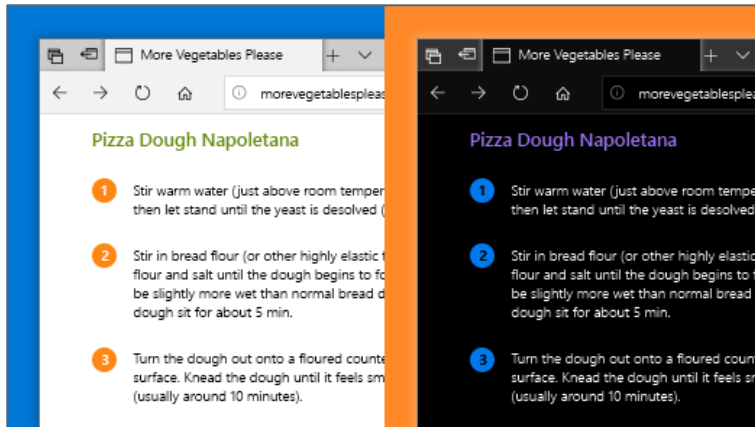 More Vegetables Please
morevegetablespleas
Pizza Dough Napoletana
1 Stir warm water (just above room temper
then let stand until the yeast is desolved (
2 Stir in bread flour (or other highly elastic f
flour and salt until the dough begins to fo
be slightly more wet than normal bread d
dough sit for about 5 min.
3 Turn the dough out onto a floured counte
surface. Knead the dough until it feels sm
(usually around 10 minutes).
More Vegetables Please
morevegetablesplea
Pizza Dough Napoletana
1 Stir warm water (just above room tempe
then let stand until the yeast is desolved
2 Stir in bread flour (or other highly elastic
flour and salt until the dough begins to f
be slightly more wet than normal bread
dough sit for about 5 min.
3 Turn the dough out onto a floured coun
surface. Knead the dough until it feels sm
(usually around 10 minutes).